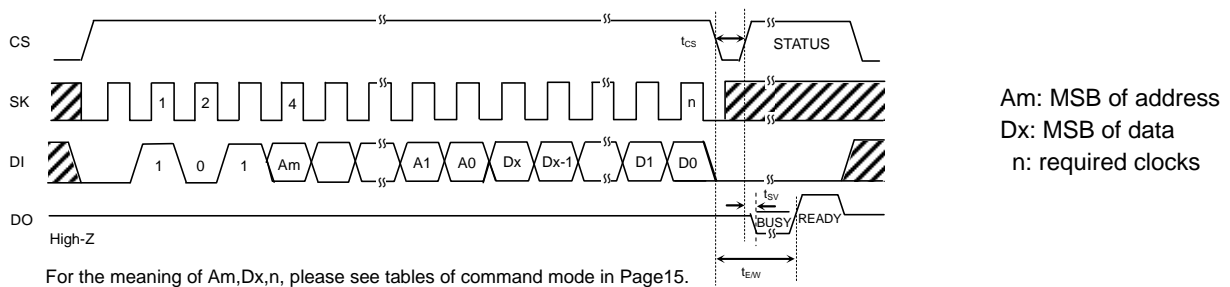 CS
tCS
STATUS
SK
1 2 4 n
DI
1 0 1 Am A1 A0 Dx Dx-1 D1 D0
tSV
DO
BUSY READY
High-Z
tE/W
For the meaning of Am,Dx,n, please see tables of command mode in Page15.
Am: MSB of address
Dx: MSB of data
n: required clocks